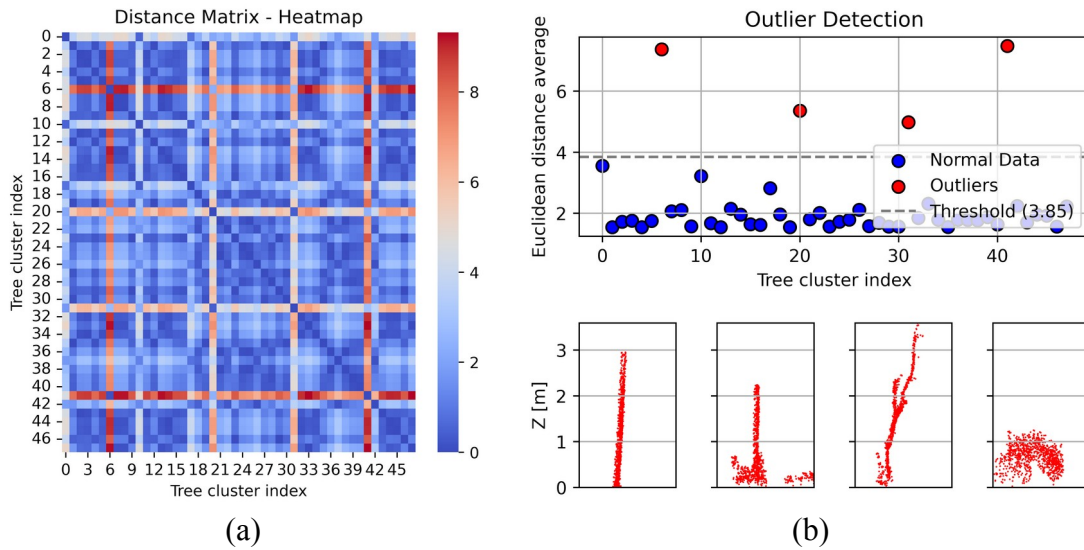 Distance Matrix - Heatmap
Tree cluster index
0
2
4
6
8
10
12
14
16
18
20
22
24
26
28
30
32
34
36
38
40
42
44
46
0 3 6 9 12 15 18 21 24 27 30 33 36 39 42 45
Tree cluster index
8
6
4
2
0
(a)
Outlier Detection
Euclidean distance average
6
4
2
Normal Data
Outliers
Threshold (3.85)
0 10 20 30 40
Tree cluster index
Z [m]
3
2
1
0
(b)